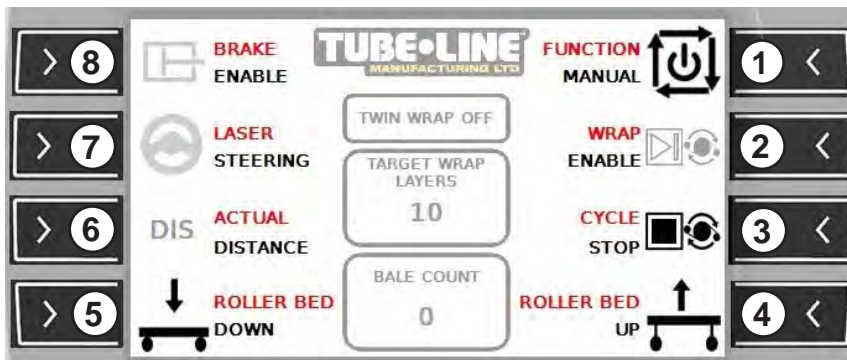 8
BRAKE
ENABLE
TUBE•LINE
MANUFACTURING LTD
FUNCTION
MANUAL
1
7
LASER
STEERING
TWIN WRAP OFF
WRAP
ENABLE
2
TARGET WRAP
LAYERS
10
6
DIS
ACTUAL
DISTANCE
CYCLE
STOP
3
BALE COUNT
0
5
ROLLER BED
DOWN
ROLLER BED
UP
4